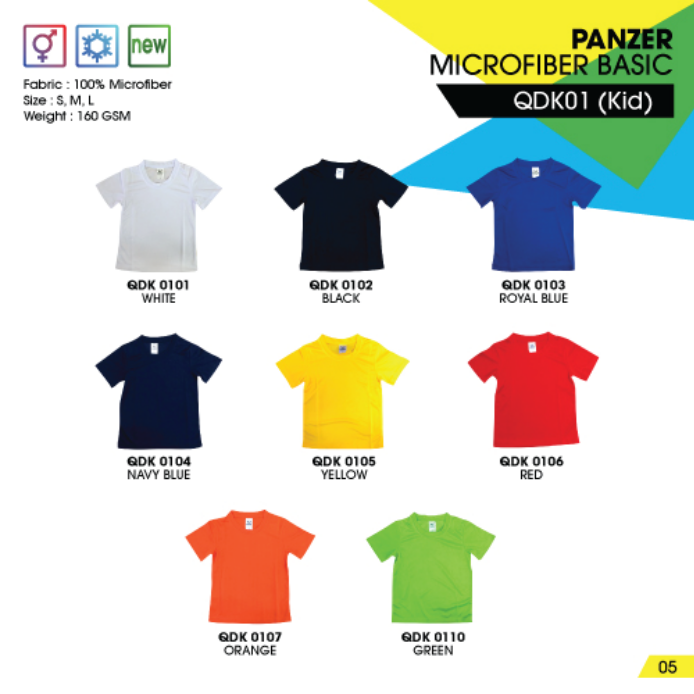 new
Fabric : 100% Microfiber
Size : S, M, L
Weight : 160 GSM
PANZER
MICROFIBER BASIC
QDK01 (Kid)
QDK 0101
WHITE
QDK 0102
BLACK
QDK 0103
ROYAL BLUE
QDK 0104
NAVY BLUE
QDK 0105
YELLOW
QDK 0106
RED
QDK 0107
ORANGE
QDK 0110
GREEN
05